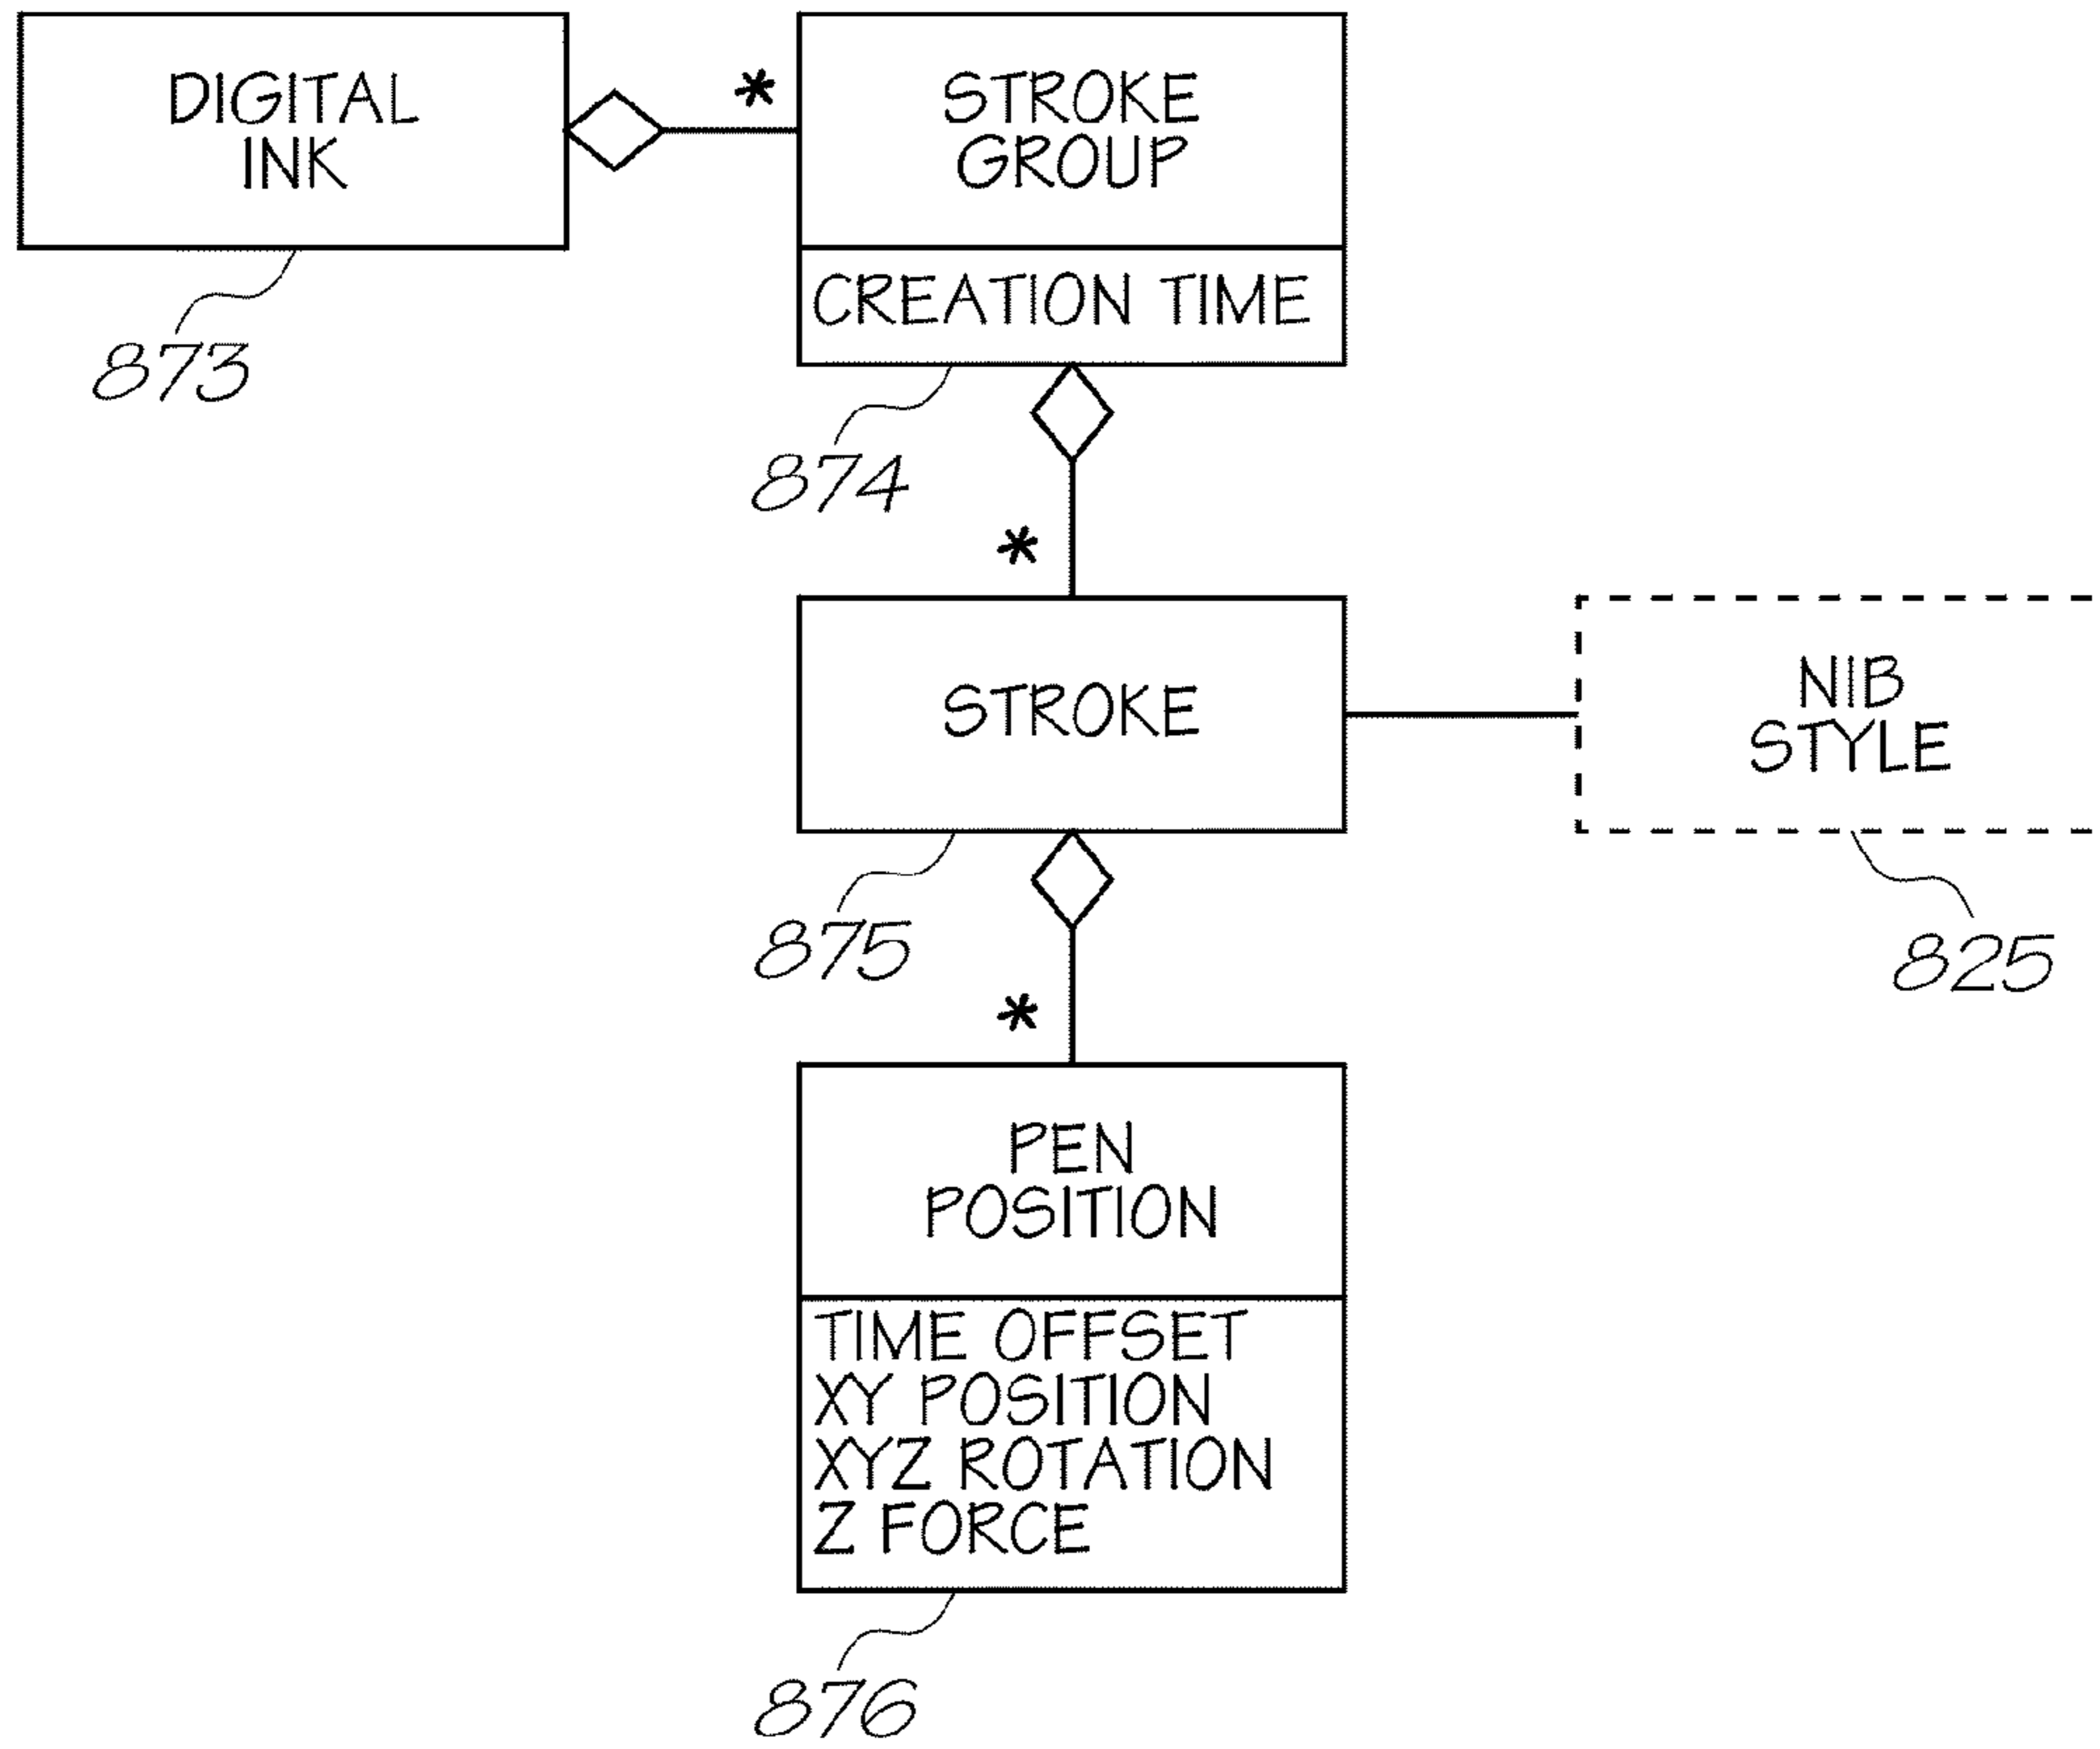 DIGITAL
INK
*
STROKE
GROUP
CREATION TIME
873
874
*
STROKE
NIB
STYLE
875
825
*
PEN
POSITION
TIME OFFSET
XY POSITION
XYZ ROTATION
Z FORCE
876